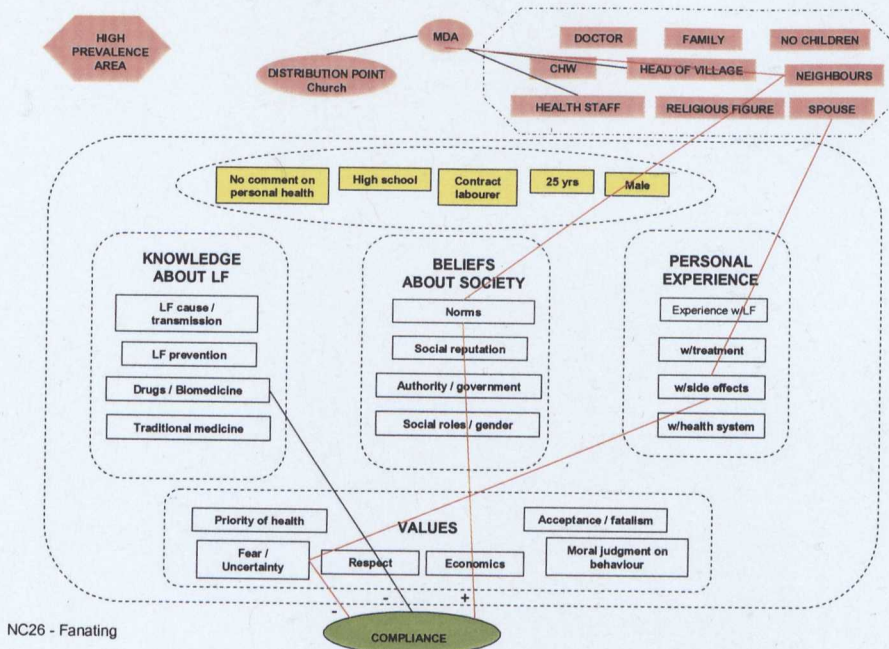 HIGH
PREVALENCE
AREA
MDA
DISTRIBUTION POINT
Church
DOCTOR
FAMILY
NO CHILDREN
CHW
HEAD OF VILLAGE
NEIGHBOURS
HEALTH STAFF
RELIGIOUS FIGURE
SPOUSE
No comment on
personal health
High school
Contract
labourer
25 yrs
Male
KNOWLEDGE
ABOUT LF
LF cause /
transmission
LF prevention
Drugs / Biomedicine
Traditional medicine
BELIEFS
ABOUT SOCIETY
Norms
Social reputation
Authority / government
Social roles / gender
PERSONAL
EXPERIENCE
Experience w/LF
w/treatment
w/side effects
w/health system
VALUES
Priority of health
Acceptance / fatalism
Fear /
Uncertainty
Respect
Economics
Moral judgment on
behaviour
- - +
COMPLIANCE
NC26 - Fanating